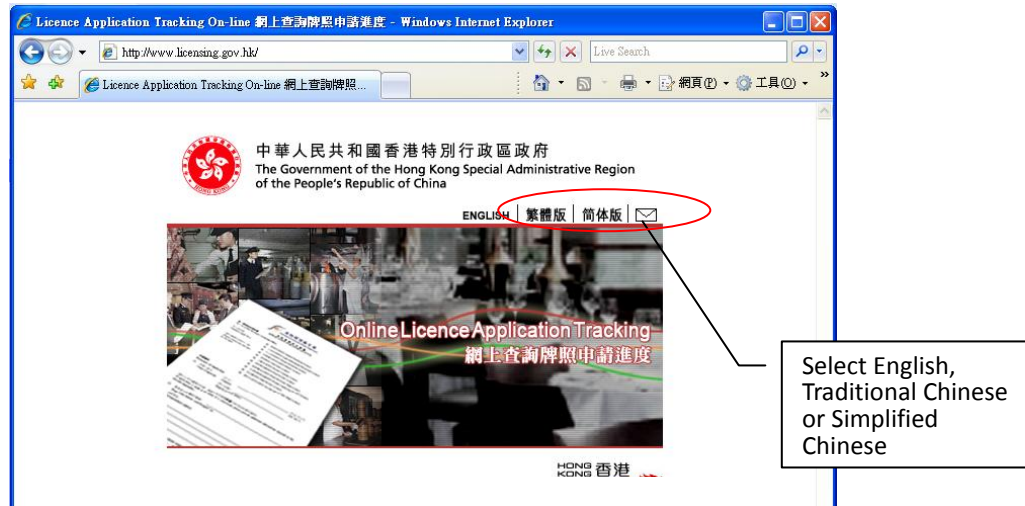 Licence Application Tracking On-line 網上查詢牌照申請進度 - Windows Internet Explorer
http://www.licensing.gov.hk/
Live Search
Licence Application Tracking On-line 網上查詢牌照...
網頁(P)
工具(O)
中華人民共和國香港特別行政區政府
The Government of the Hong Kong Special Administrative Region
of the People's Republic of China
ENGLISH 繁體版 简体版
Online Licence Application Tracking
網上查詢牌照申請進度
Select English,
Traditional Chinese
or Simplified
Chinese
HONG KONG 香港